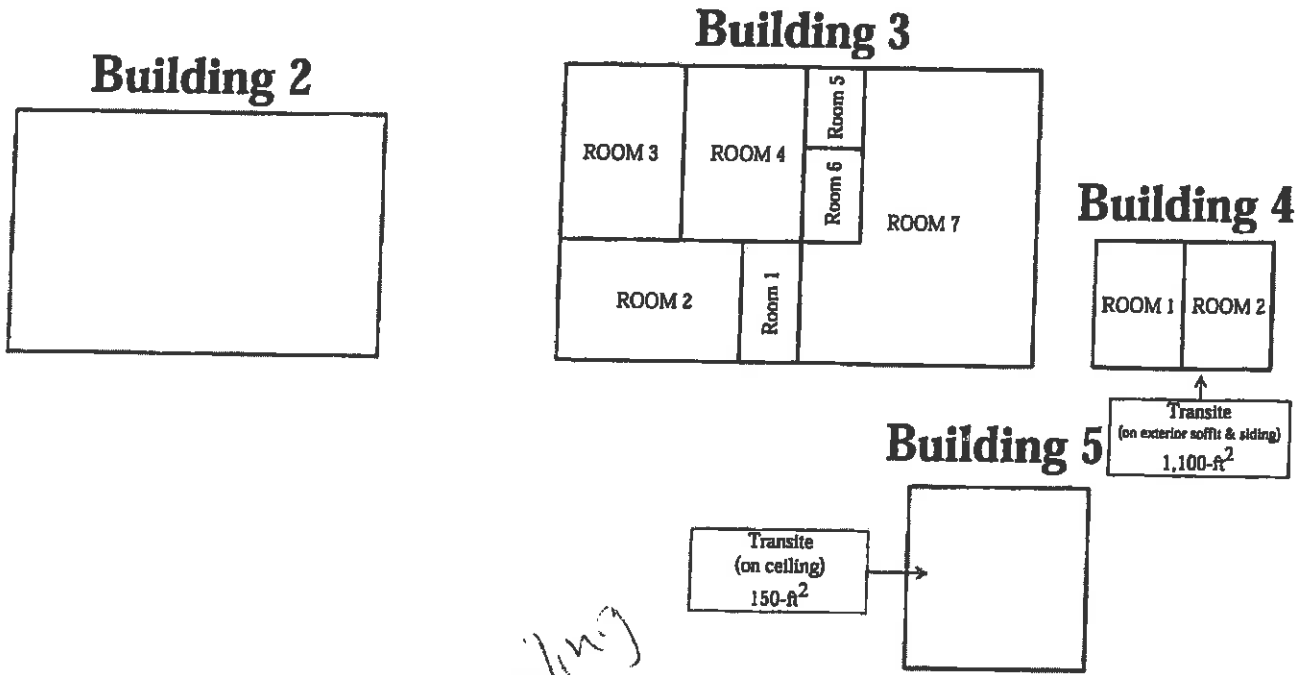 Building 2
Building 3
ROOM 3
ROOM 4
Room 5
Room 6
ROOM 7
ROOM 2
Room 1
Building 4
ROOM 1
ROOM 2
Transite
(on exterior soffit & siding)
1,100-ft²
Building 5
Transite
(on ceiling)
150-ft²